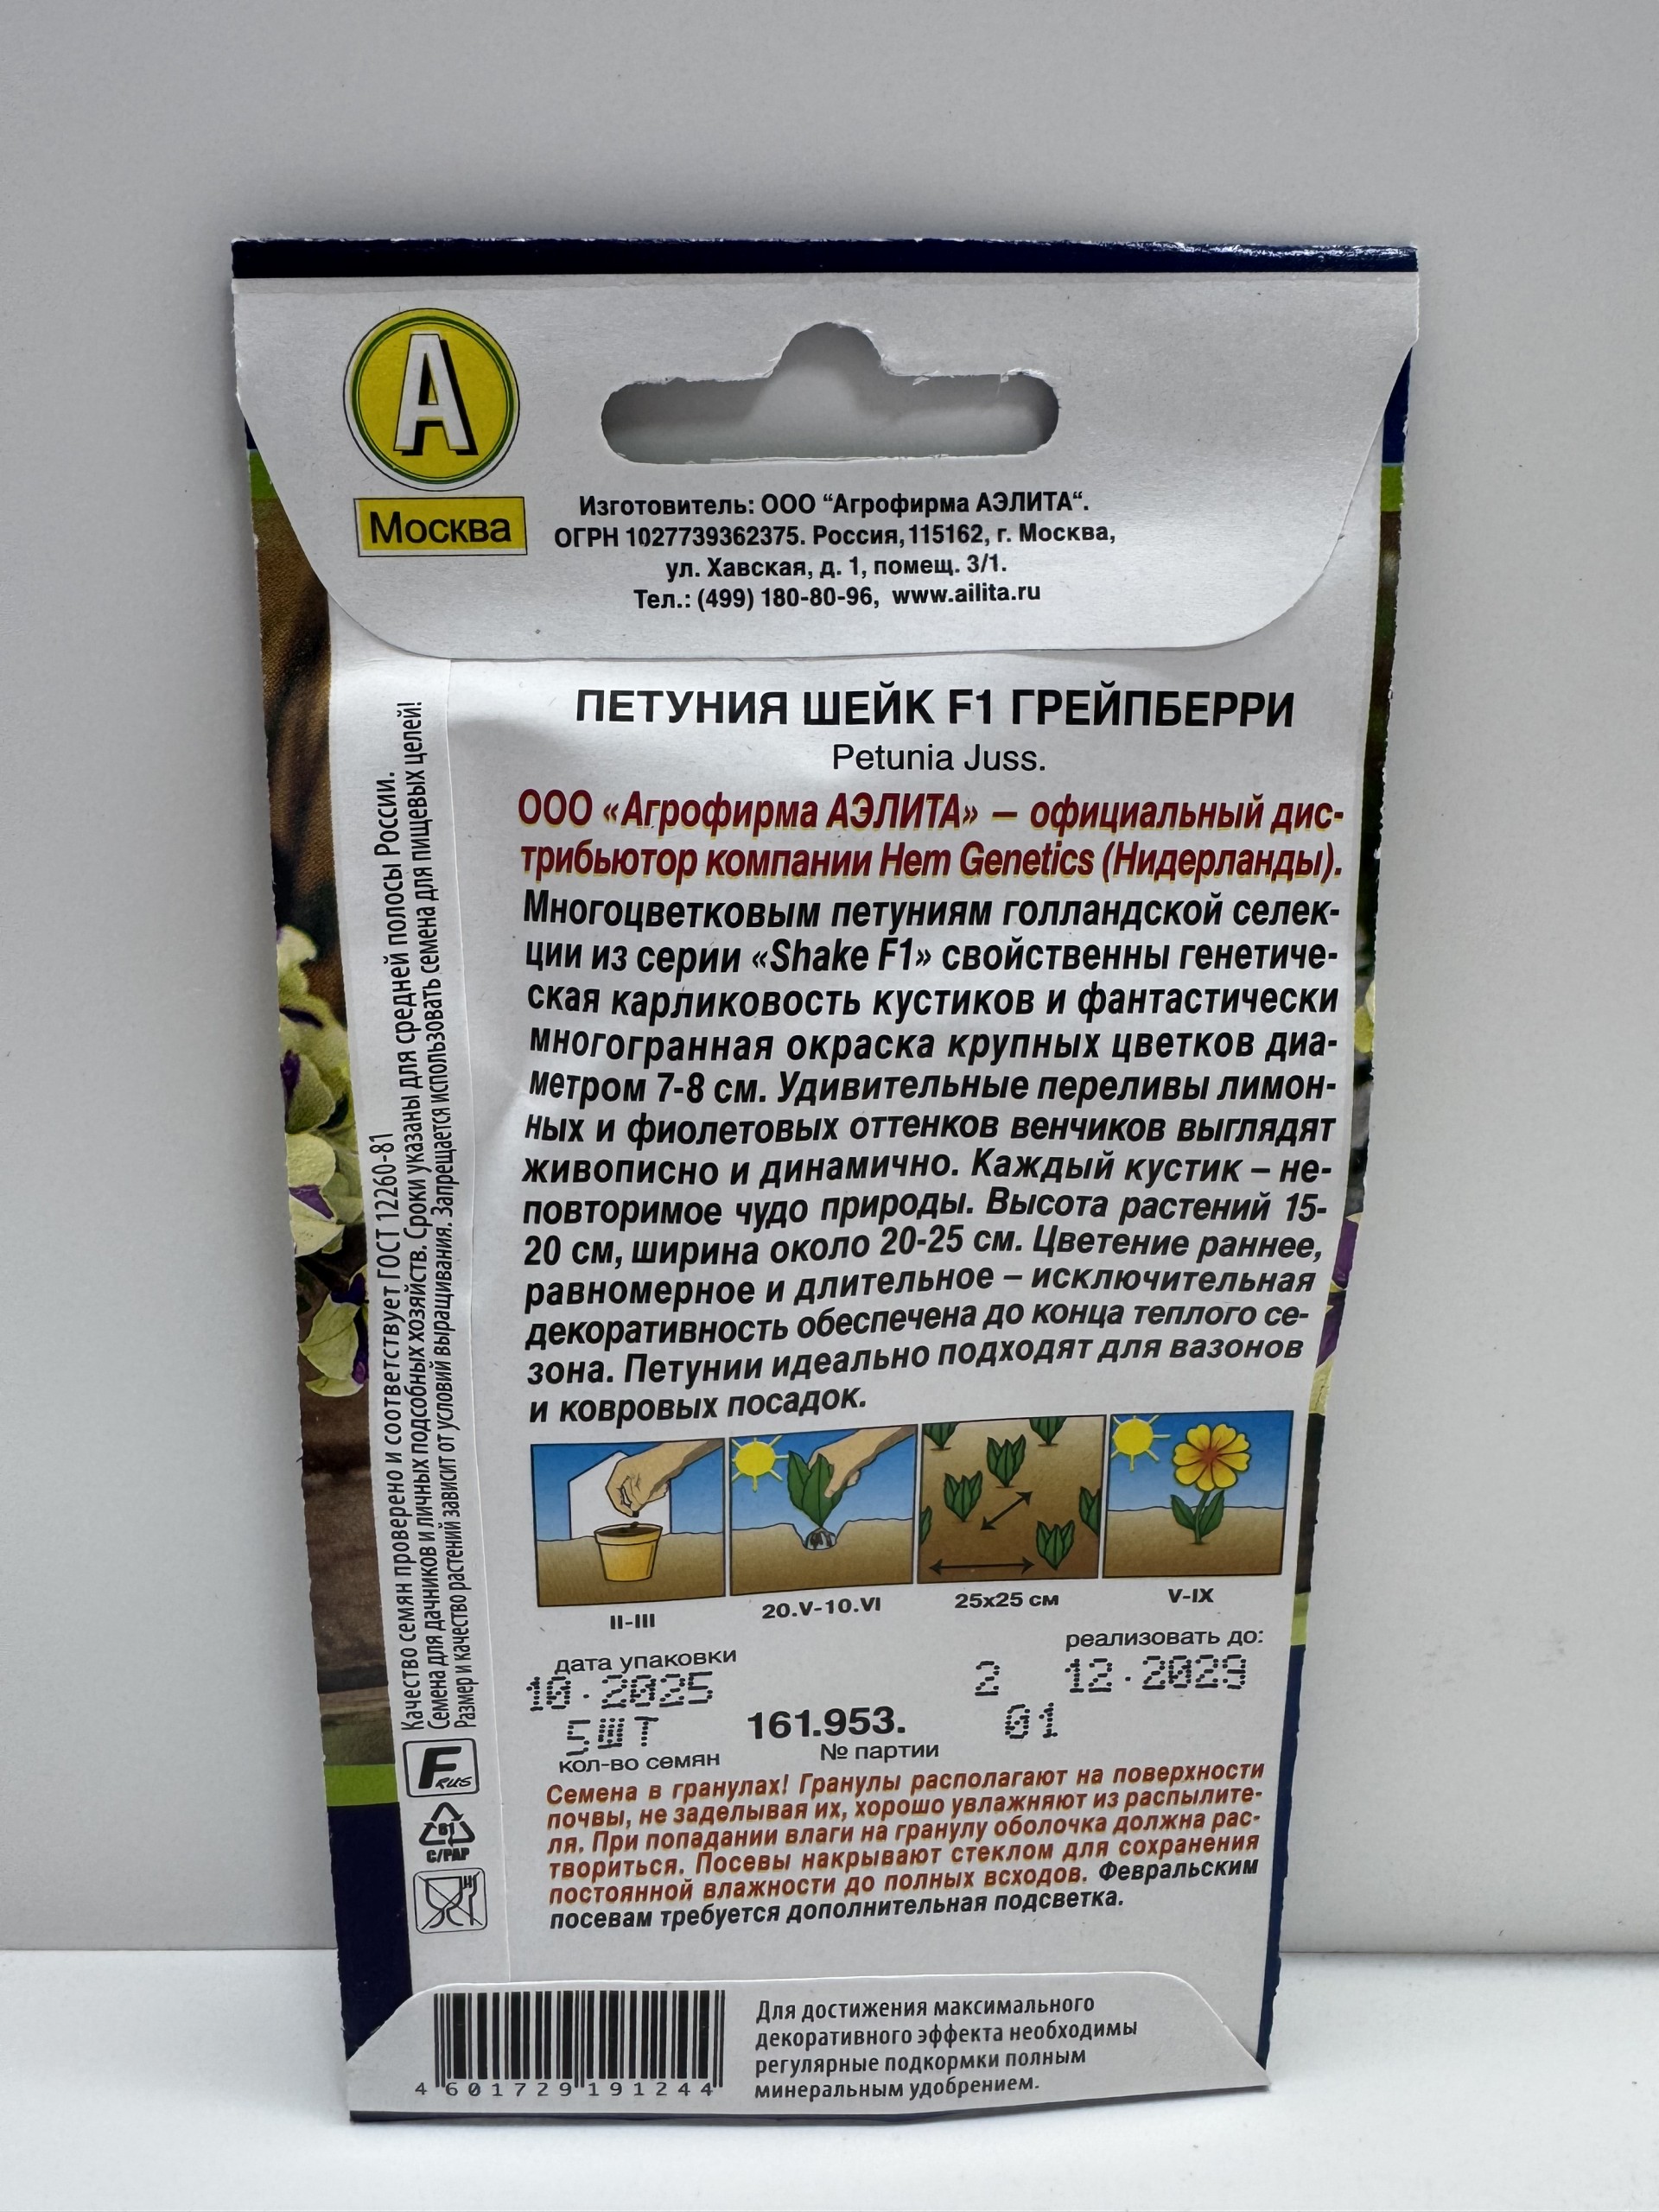 А
Москва
Изготовитель: ООО “Агрофирма АЭЛИТА“.
ОГРН 1027739362375. Россия, 115162, г. Москва,
ул. Хавская, д. 1, помещ. 3/1.
Тел.: (499) 180-80-96, www.ailita.ru
ПЕТУНИЯ ШЕЙК F1 ГРЕЙПБЕРРИ
Petunia Juss.
ООО «Агрофирма АЭЛИТА» — официальный дис-
трибьютор компании Hem Genetics (Нидерланды).
Многоцветковым петуниям голландской селек-
ции из серии «Shake F1» свойственны генетиче-
ская карликовость кустиков и фантастически
многогранная окраска крупных цветков диа-
метром 7-8 см. Удивительные переливы лимон-
ных и фиолетовых оттенков венчиков выглядят
живописно и динамично. Каждый кустик – не-
повторимое чудо природы. Высота растений 15-
20 см, ширина около 20-25 см. Цветение раннее,
равномерное и длительное – исключительная
декоративность обеспечена до конца теплого се-
зона. Петунии идеально подходят для вазонов
и ковровых посадок.
II-III
20.V-10.VI
25х25 см
V-IX
дата упаковки
реализовать до:
10.2025
2
12.2029
5ШТ
161.953.
01
кол-во семян
№ партии
Семена в гранулах! Гранулы располагают на поверхности
почвы, не заделывая их, хорошо увлажняют из распылите-
ля. При попадании влаги на гранулу оболочка должна рас-
твориться. Посевы накрывают стеклом для сохранения
постоянной влажности до полных всходов. Февральским
посевам требуется дополнительная подсветка.
Качество семян проверено и соответствует ГОСТ 12260-81
Семена для дачников и личных подсобных хозяйств. Сроки указаны для средней полосы России.
Размер и качество растений зависит от условий выращивания. Запрещается использовать семена для пищевых целей!
F RUS
81
C/PAP
4 601729 191244
Для достижения максимального
декоративного эффекта необходимы
регулярные подкормки полным
минеральным удобрением.